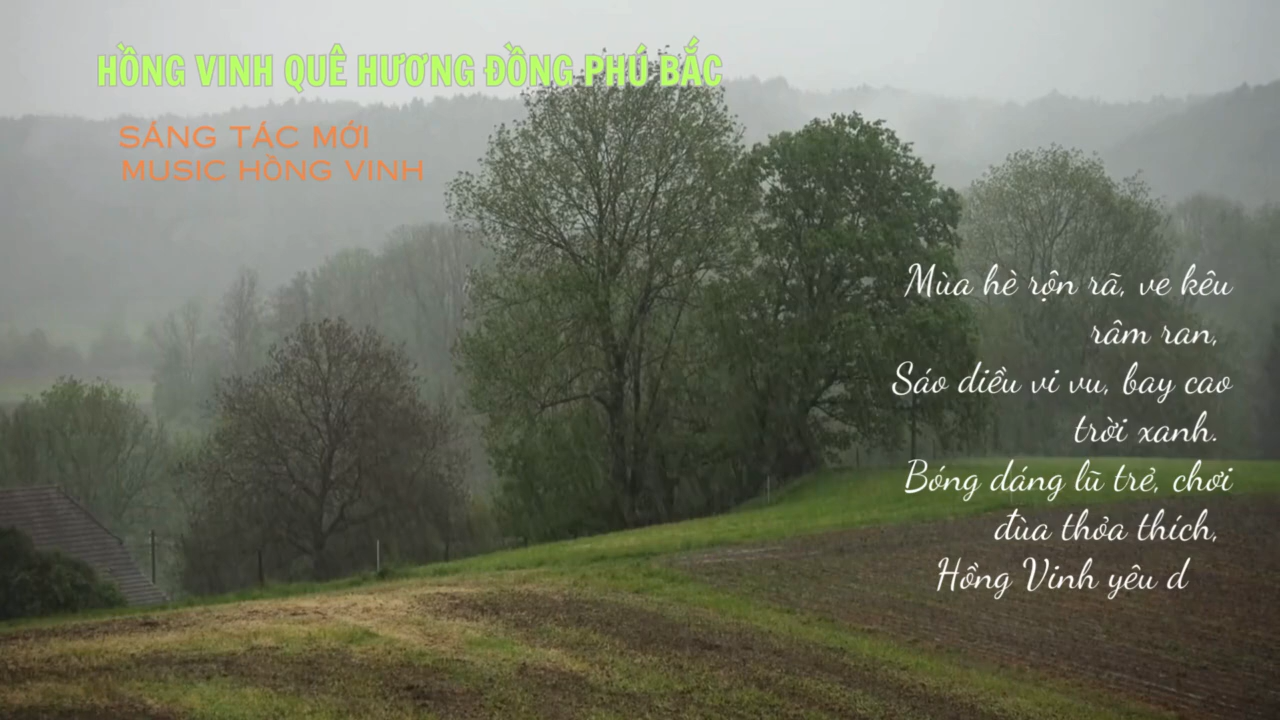 HỒNG VINH QUÊ HƯƠNG ĐỒNG PHÚ BẮC
SÁNG TÁC MỚI
MUSIC HỒNG VINH
Mùa hè rộn rã, ve kêu
râm ran,
Sáo diều vi vu, bay cao
trời xanh.
Bóng dáng lũ trẻ, chơi
đùa thỏa thích,
Hồng Vinh yêu d